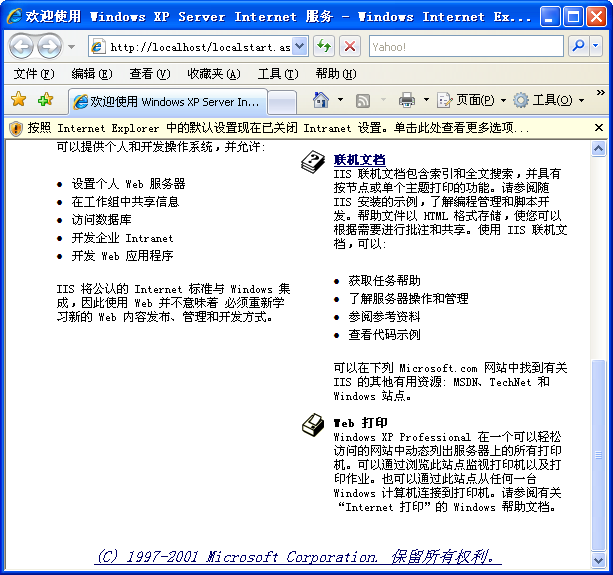 欢迎使用 Windows XP Server Internet 服务 - Windows Internet Ex...
http://localhost/localstart.as
Yahoo!
文件(F) 编辑(E) 查看(V) 收藏夹(A) 工具(T) 帮助(H)
欢迎使用 Windows XP Server In...
页面(P) 工具(O)
按照 Internet Explorer 中的默认设置现在已关闭 Intranet 设置。单击此处查看更多选项...
可以提供个人和开发操作系统,并允许:
设置个人 Web 服务器
在工作组中共享信息
访问数据库
开发企业 Intranet
开发 Web 应用程序
IIS 将公认的 Internet 标准与 Windows 集
成,因此使用 Web 并不意味着 必须重新学
习新的 Web 内容发布、管理和开发方式。
联机文档
IIS 联机文档包含索引和全文搜索,并具有
按节点或单个主题打印的功能。请参阅随
IIS 安装的示例,了解编程管理和脚本开
发。帮助文件以 HTML 格式存储,使您可以
根据需要进行批注和共享。使用 IIS 联机文
档,可以:
获取任务帮助
了解服务器操作和管理
参阅参考资料
查看代码示例
可以在下列 Microsoft.com 网站中找到有关
IIS 的其他有用资源: MSDN、TechNet 和
Windows 站点。
Web 打印
Windows XP Professional 在一个可以轻松
访问的网站中动态列出服务器上的所有打印
机。可以通过浏览此站点监视打印机以及打
印作业。也可以通过此站点从任何一台
Windows 计算机连接到打印机。请参阅有关
“Internet 打印”的 Windows 帮助文档。
(C) 1997-2001 Microsoft Corporation. 保留所有权利。